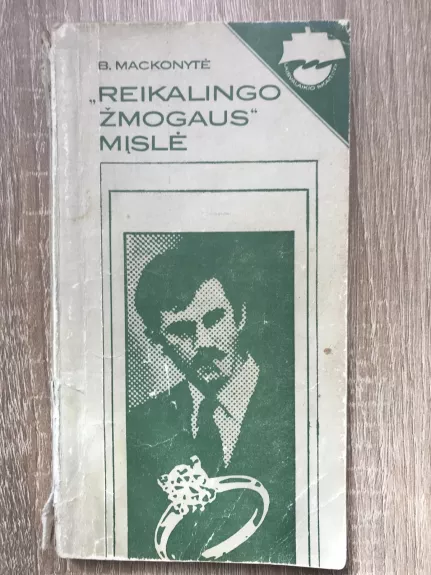 B. MACKONYTĖ
„REIKALINGO
ŽMOGAUS“
MĮSLĖ